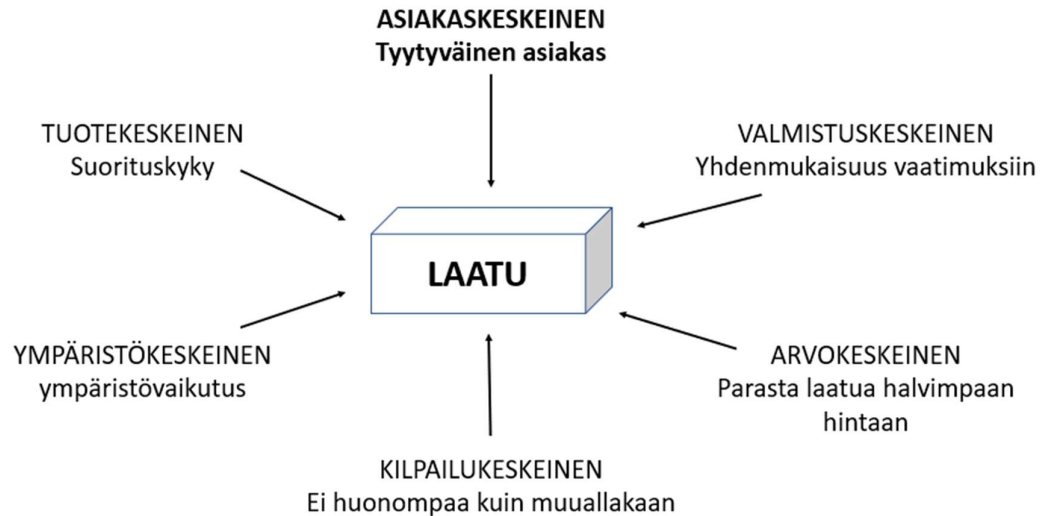 ASIAKASKESKEINEN
Tyytyväinen asiakas
TUOTEKESKEINEN
Suorituskyky
VALMISTUSKESKEINEN
Yhdenmukaisuus vaatimuksiin
LAATU
YMPÄRISTÖKESKEINEN
ympäristövaikutus
ARVOKESKEINEN
Parasta laatua halvimpaan
hintaan
KILPAILUKESKEINEN
Ei huonompaa kuin muuallakaan